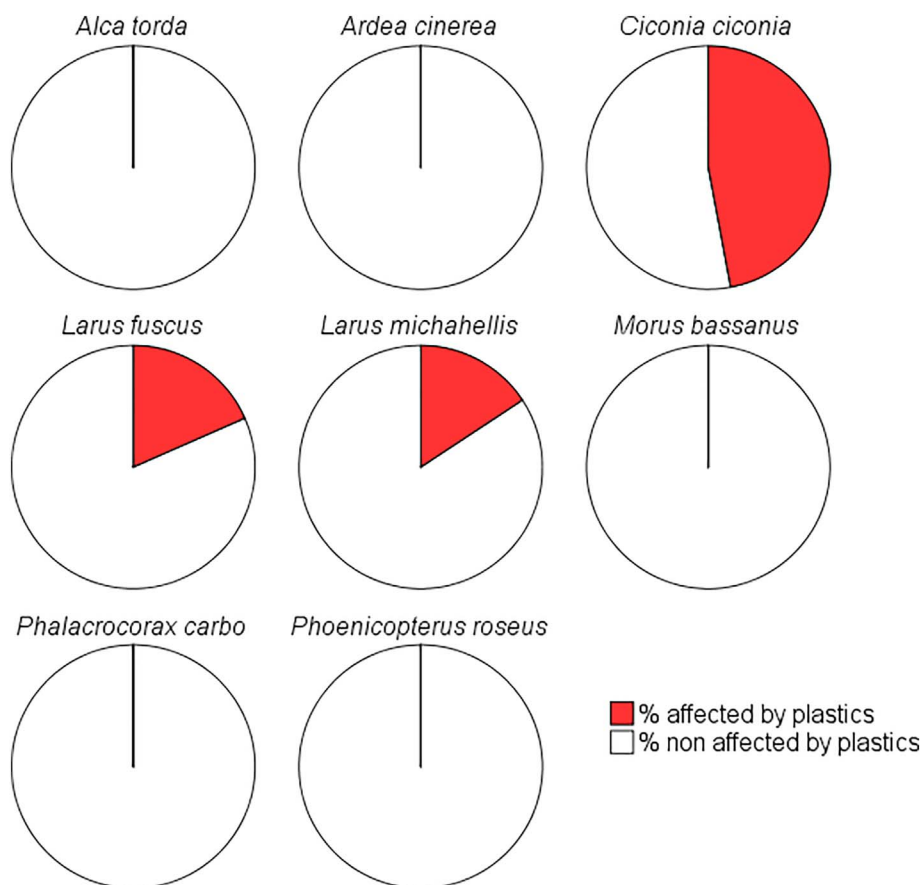 Alca torda
Ardea cinerea
Ciconia ciconia
Larus fuscus
Larus michahellis
Morus bassanus
Phalacrocorax carbo
Phoenicopterus roseus
% affected by plastics
% non affected by plastics